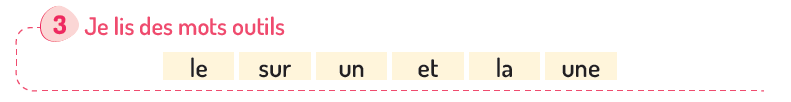 3 Je lis des mots outils
le sur un et la une